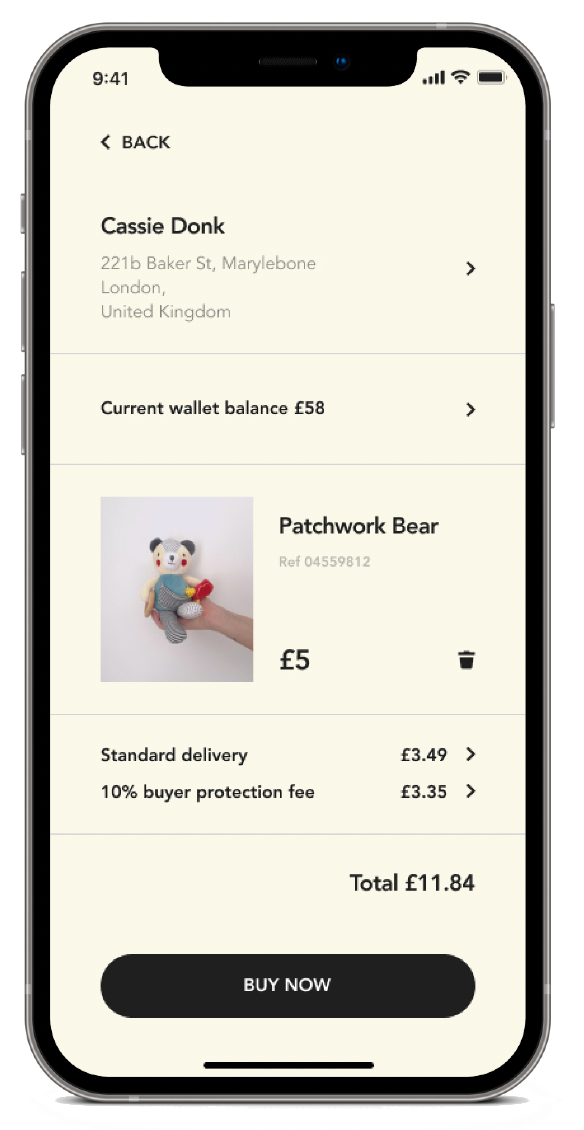 9:41
BACK
Cassie Donk
221b Baker St, Marylebone
London,
United Kingdom
Current wallet balance £58
Patchwork Bear
Ref 04559812
£5
Standard delivery £3.49
10% buyer protection fee £3.35
Total £11.84
BUY NOW